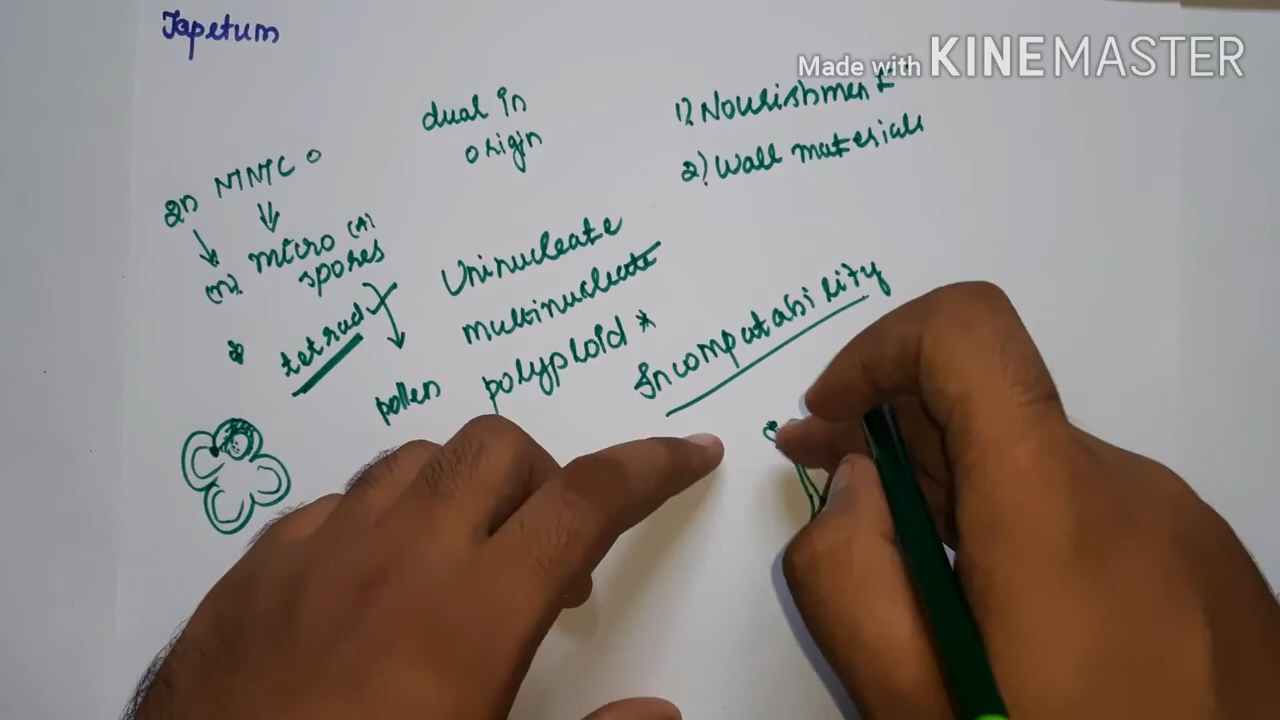 Tapetum
Made with KINEMASTER
dual in
origin
1) Nourishment
2) Wall materials
2n MMC
(n) micro (n)
spores
tetrad
pollen
Uninucleate
multinucleate
polyploid *
Incompatability